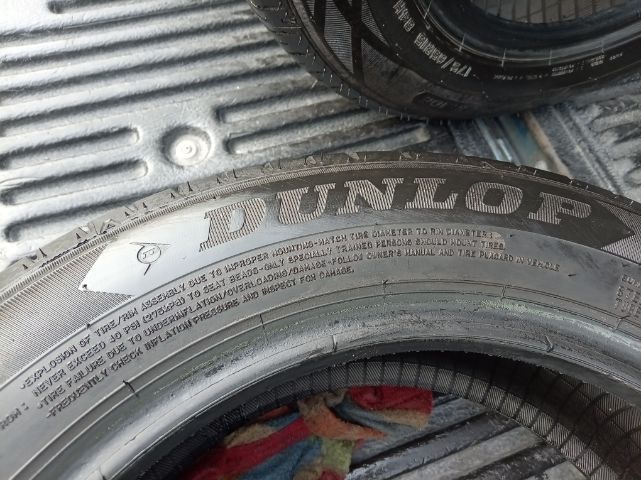 DUNLOP
-EXPLOSION OF TIRE/RIM ASSEMBLY DUE TO IMPROPER MOUNTING-MATCH TIRE DIAMETER TO RIM DIAMETER;
NEVER EXCEED 40 PSI (275KPA) TO SEAT BEADS-ONLY SPECIALLY TRAINED PERSONS SHOULD MOUNT TIRES.
-TIRE FAILURE DUE TO UNDERINFLATION/OVERLOADING/DAMAGE-FOLLOW OWNER'S MANUAL AND TIRE PLACARD IN VEHICLE
-FREQUENTLY CHECK INFLATION PRESSURE AND INSPECT FOR DAMAGE.